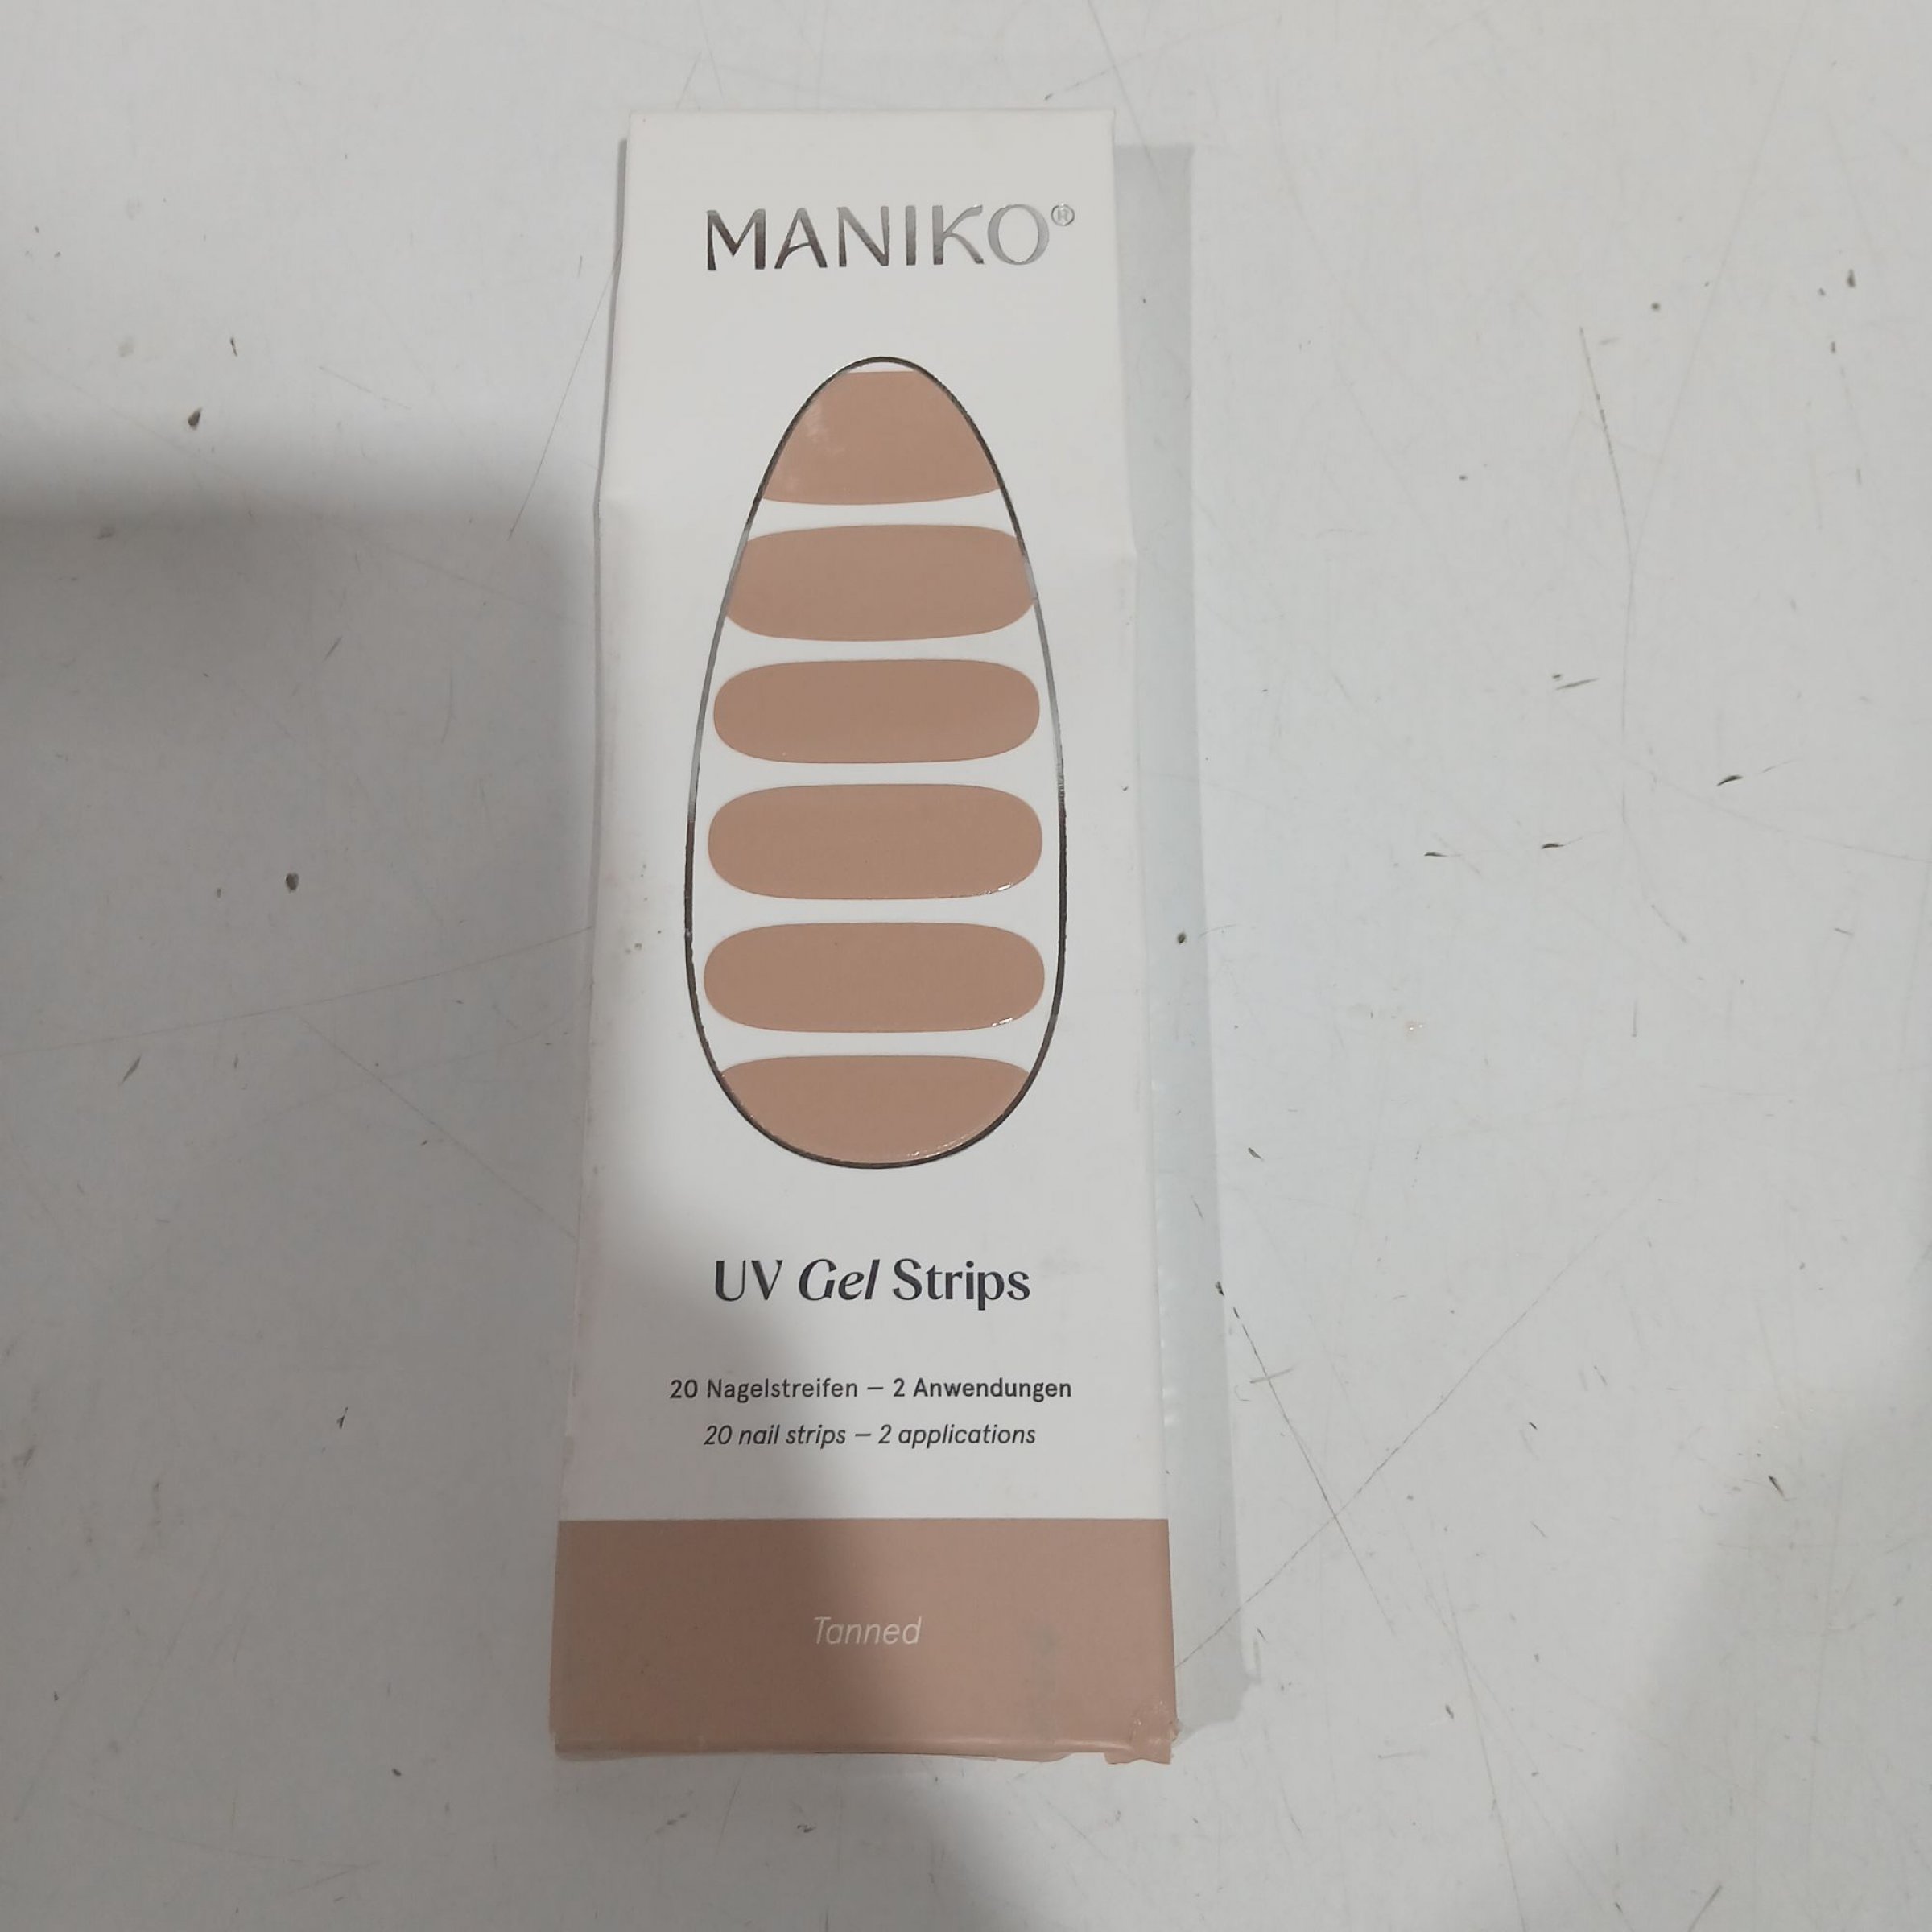 MANIKO®
UV Gel Strips
20 Nagelstreifen – 2 Anwendungen
20 nail strips – 2 applications
Tanned